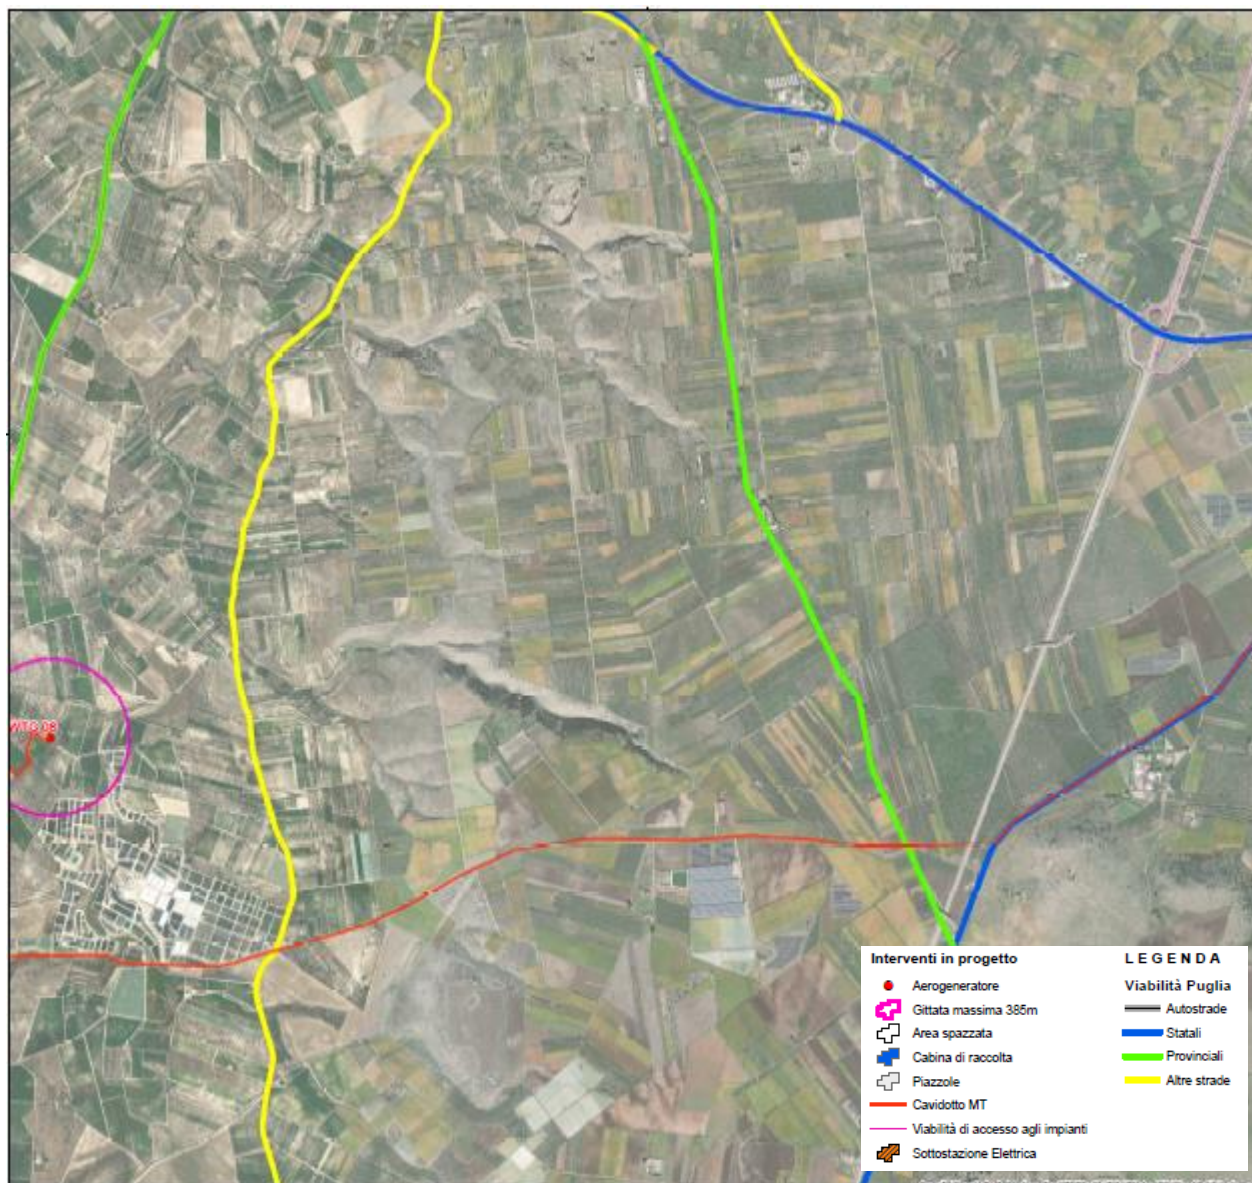 WTG 08
Interventi in progetto
Aerogeneratore
Gittata massima 385m
Area spazzata
Cabina di raccolta
Piazzole
Cavidotto MT
Viabilità di accesso agli impianti
Sottostazione Elettrica
LEGENDA
Viabilità Puglia
Autostrade
Statali
Provinciali
Altre strade